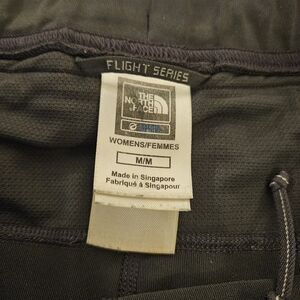 FLIGHT SERIES
THE
NORTH
FACE
WOMENS/FEMMES
M/M
Made in Singapore
Fabriqué à Singapour